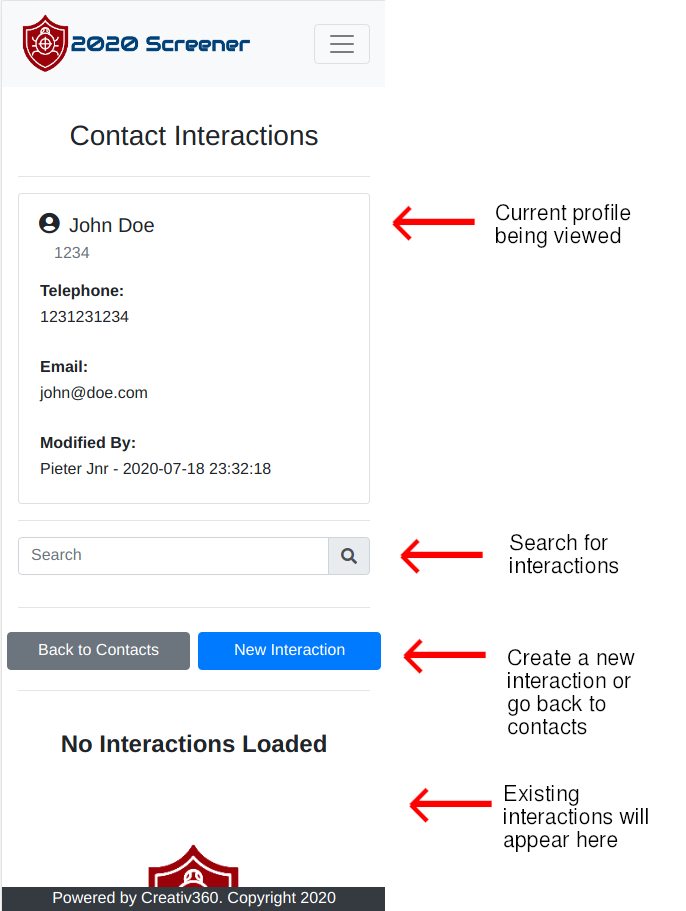 2020 Screener
Contact Interactions
John Doe
1234
Telephone:
1231231234
Email:
john@doe.com
Modified By:
Pieter Jnr - 2020-07-18 23:32:18
Search
Back to Contacts
New Interaction
No Interactions Loaded
Powered by Creativ360. Copyright 2020
Current profile
being viewed
Search for
interactions
Create a new
interaction or
go back to
contacts
Existing
interactions will
appear here